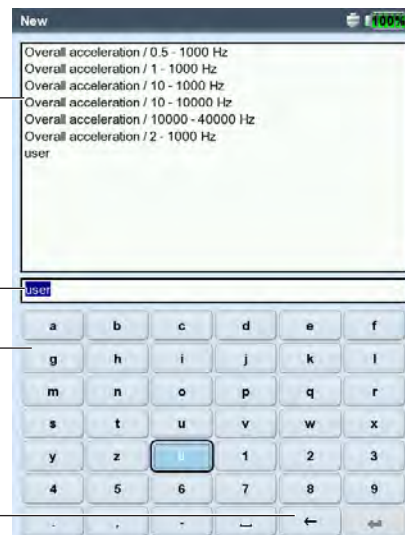 New 100%
Overall acceleration / 0.5 - 1000 Hz
Overall acceleration / 1 - 1000 Hz
Overall acceleration / 10 - 1000 Hz
Overall acceleration / 10 - 10000 Hz
Overall acceleration / 10000 - 40000 Hz
Overall acceleration / 2 - 1000 Hz
user
user
a b c d e f
g h i j k l
m n o p q r
s t u v w x
y z 1 2 3
4 5 6 7 8 9
. , -